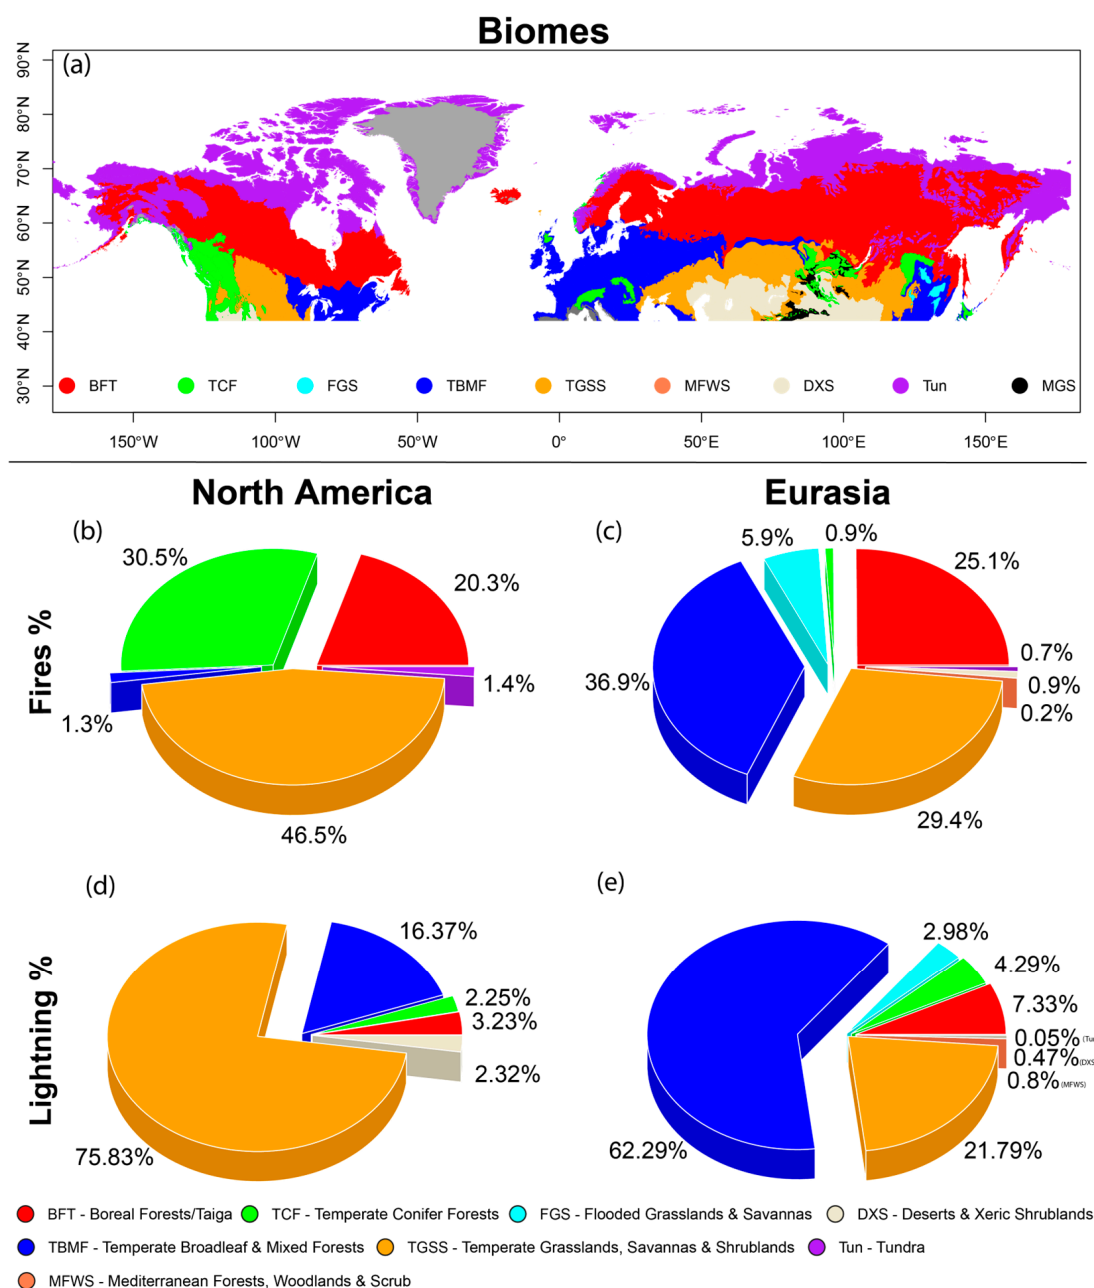 Biomes
(a)
90°N
80°N
70°N
60°N
50°N
40°N
30°N
BFT TCF FGS TBMF TGSS MFWS DXS Tun MGS
150°W 100°W 50°W 0° 50°E 100°E 150°E
North America Eurasia
Fires %
(b)
30.5%
20.3%
1.4%
1.3%
46.5%
(c)
5.9%
0.9%
25.1%
0.7%
0.9%
0.2%
36.9%
29.4%
Lightning %
(d)
16.37%
2.25%
3.23%
2.32%
75.83%
(e)
2.98%
4.29%
7.33%
0.05% (Tu
0.47% (DXS
0.8% (MFWS)
62.29%
21.79%
BFT - Boreal Forests/Taiga TCF - Temperate Conifer Forests FGS - Flooded Grasslands & Savannas DXS - Deserts & Xeric Shrublands
TBMF - Temperate Broadleaf & Mixed Forests TGSS - Temperate Grasslands, Savannas & Shrublands Tun - Tundra
MFWS - Mediterranean Forests, Woodlands & Scrub